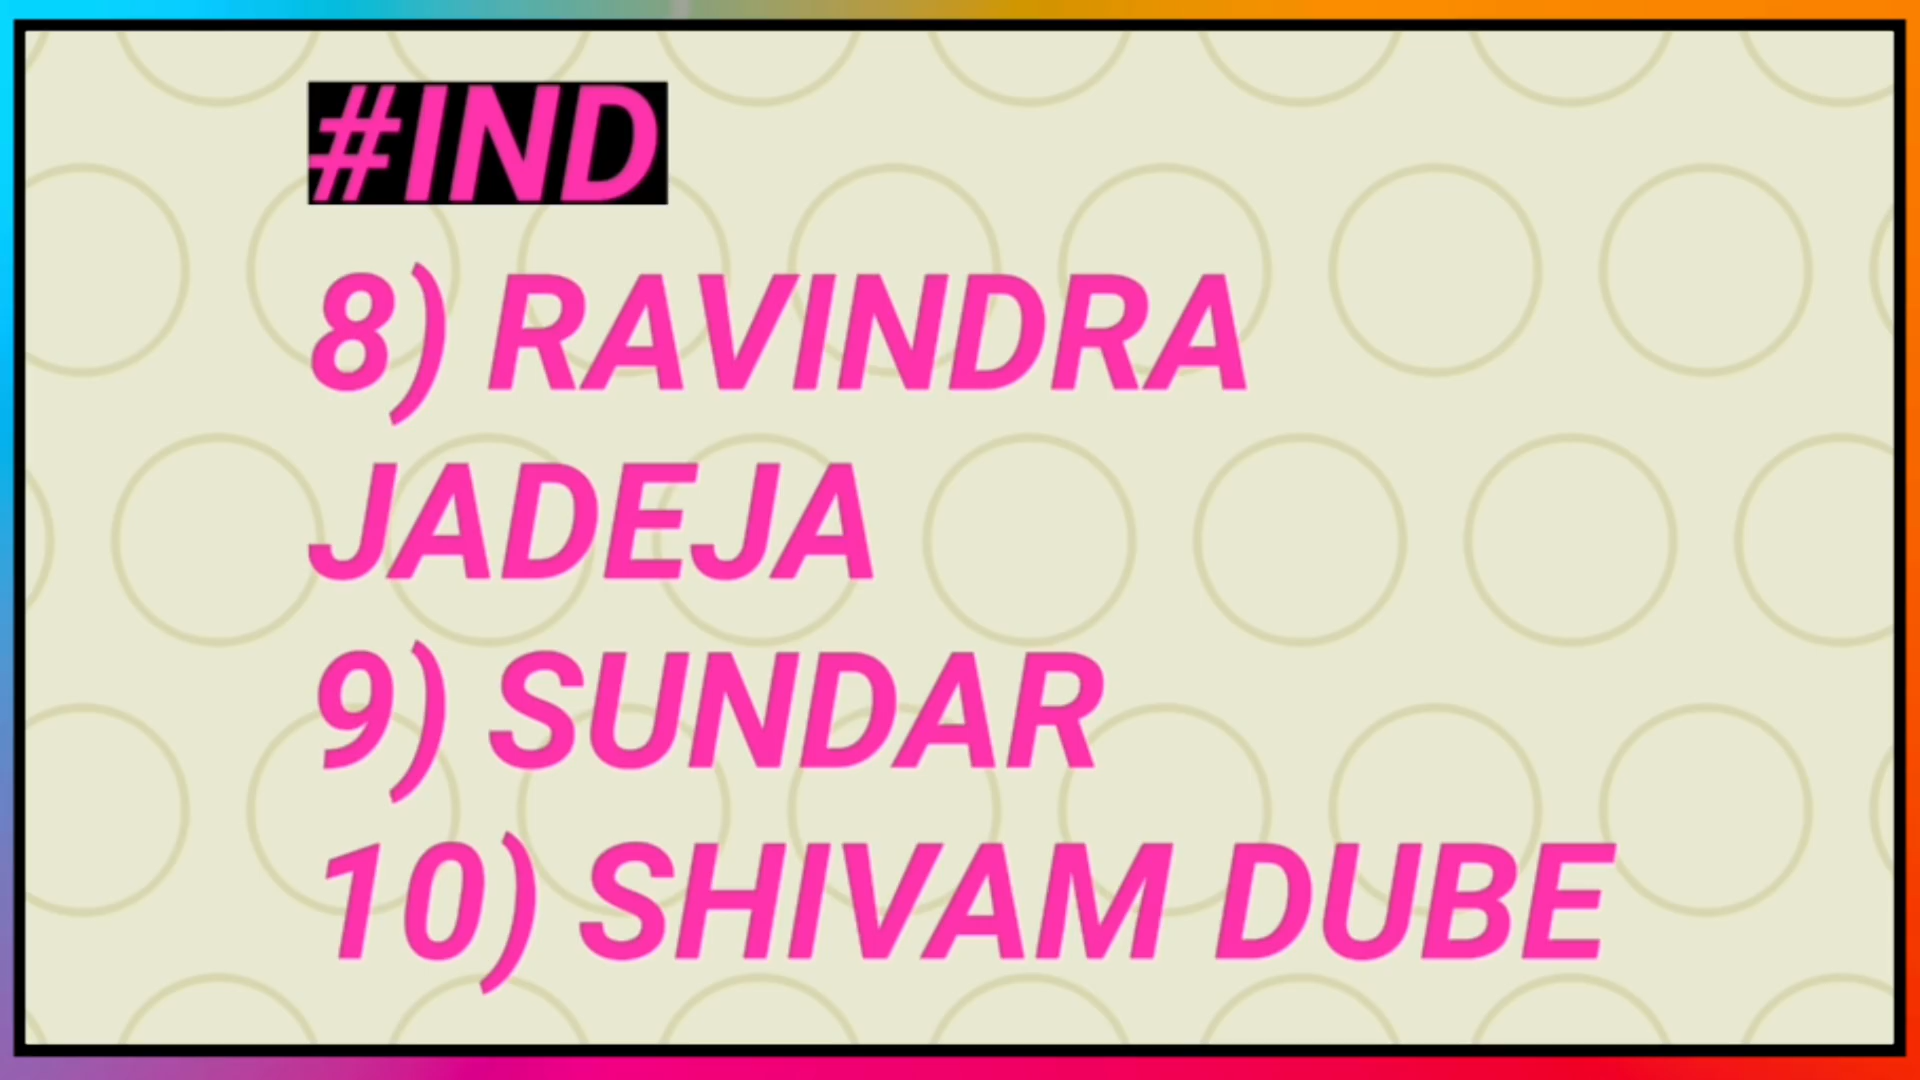 #IND
8) RAVINDRA
JADEJA
9) SUNDAR
10) SHIVAM DUBE